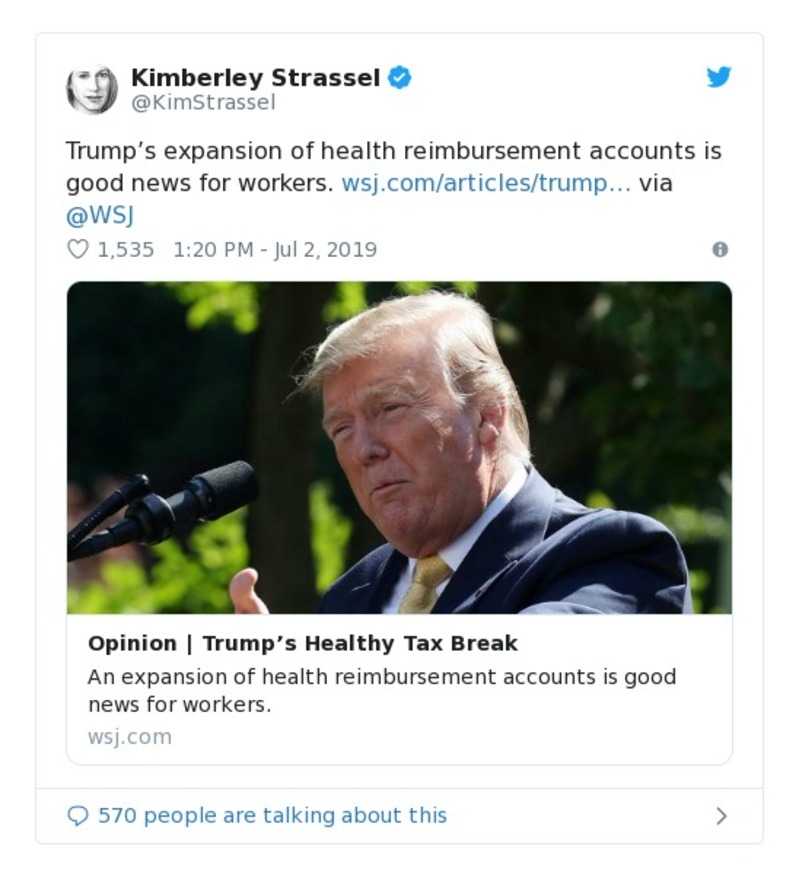 Kimberley Strassel
@KimStrassel
Trump’s expansion of health reimbursement accounts is
good news for workers. wsj.com/articles/trump… via
@WSJ
1,535 1:20 PM - Jul 2, 2019
Opinion | Trump’s Healthy Tax Break
An expansion of health reimbursement accounts is good
news for workers.
wsj.com
570 people are talking about this